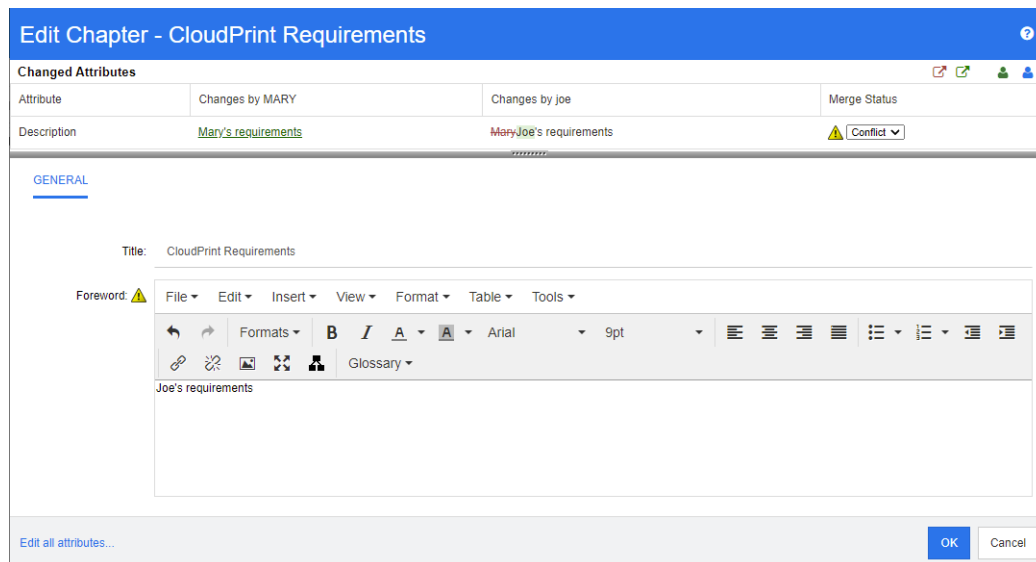 Edit Chapter - CloudPrint Requirements
Changed Attributes
Attribute Changes by MARY Changes by joe Merge Status
Description Mary's requirements MaryJoe's requirements Conflict
GENERAL
Title: CloudPrint Requirements
Foreword: File Edit Insert View Format Table Tools
Formats B I A A Arial 9pt
Glossary
Joe's requirements
Edit all attributes... OK Cancel